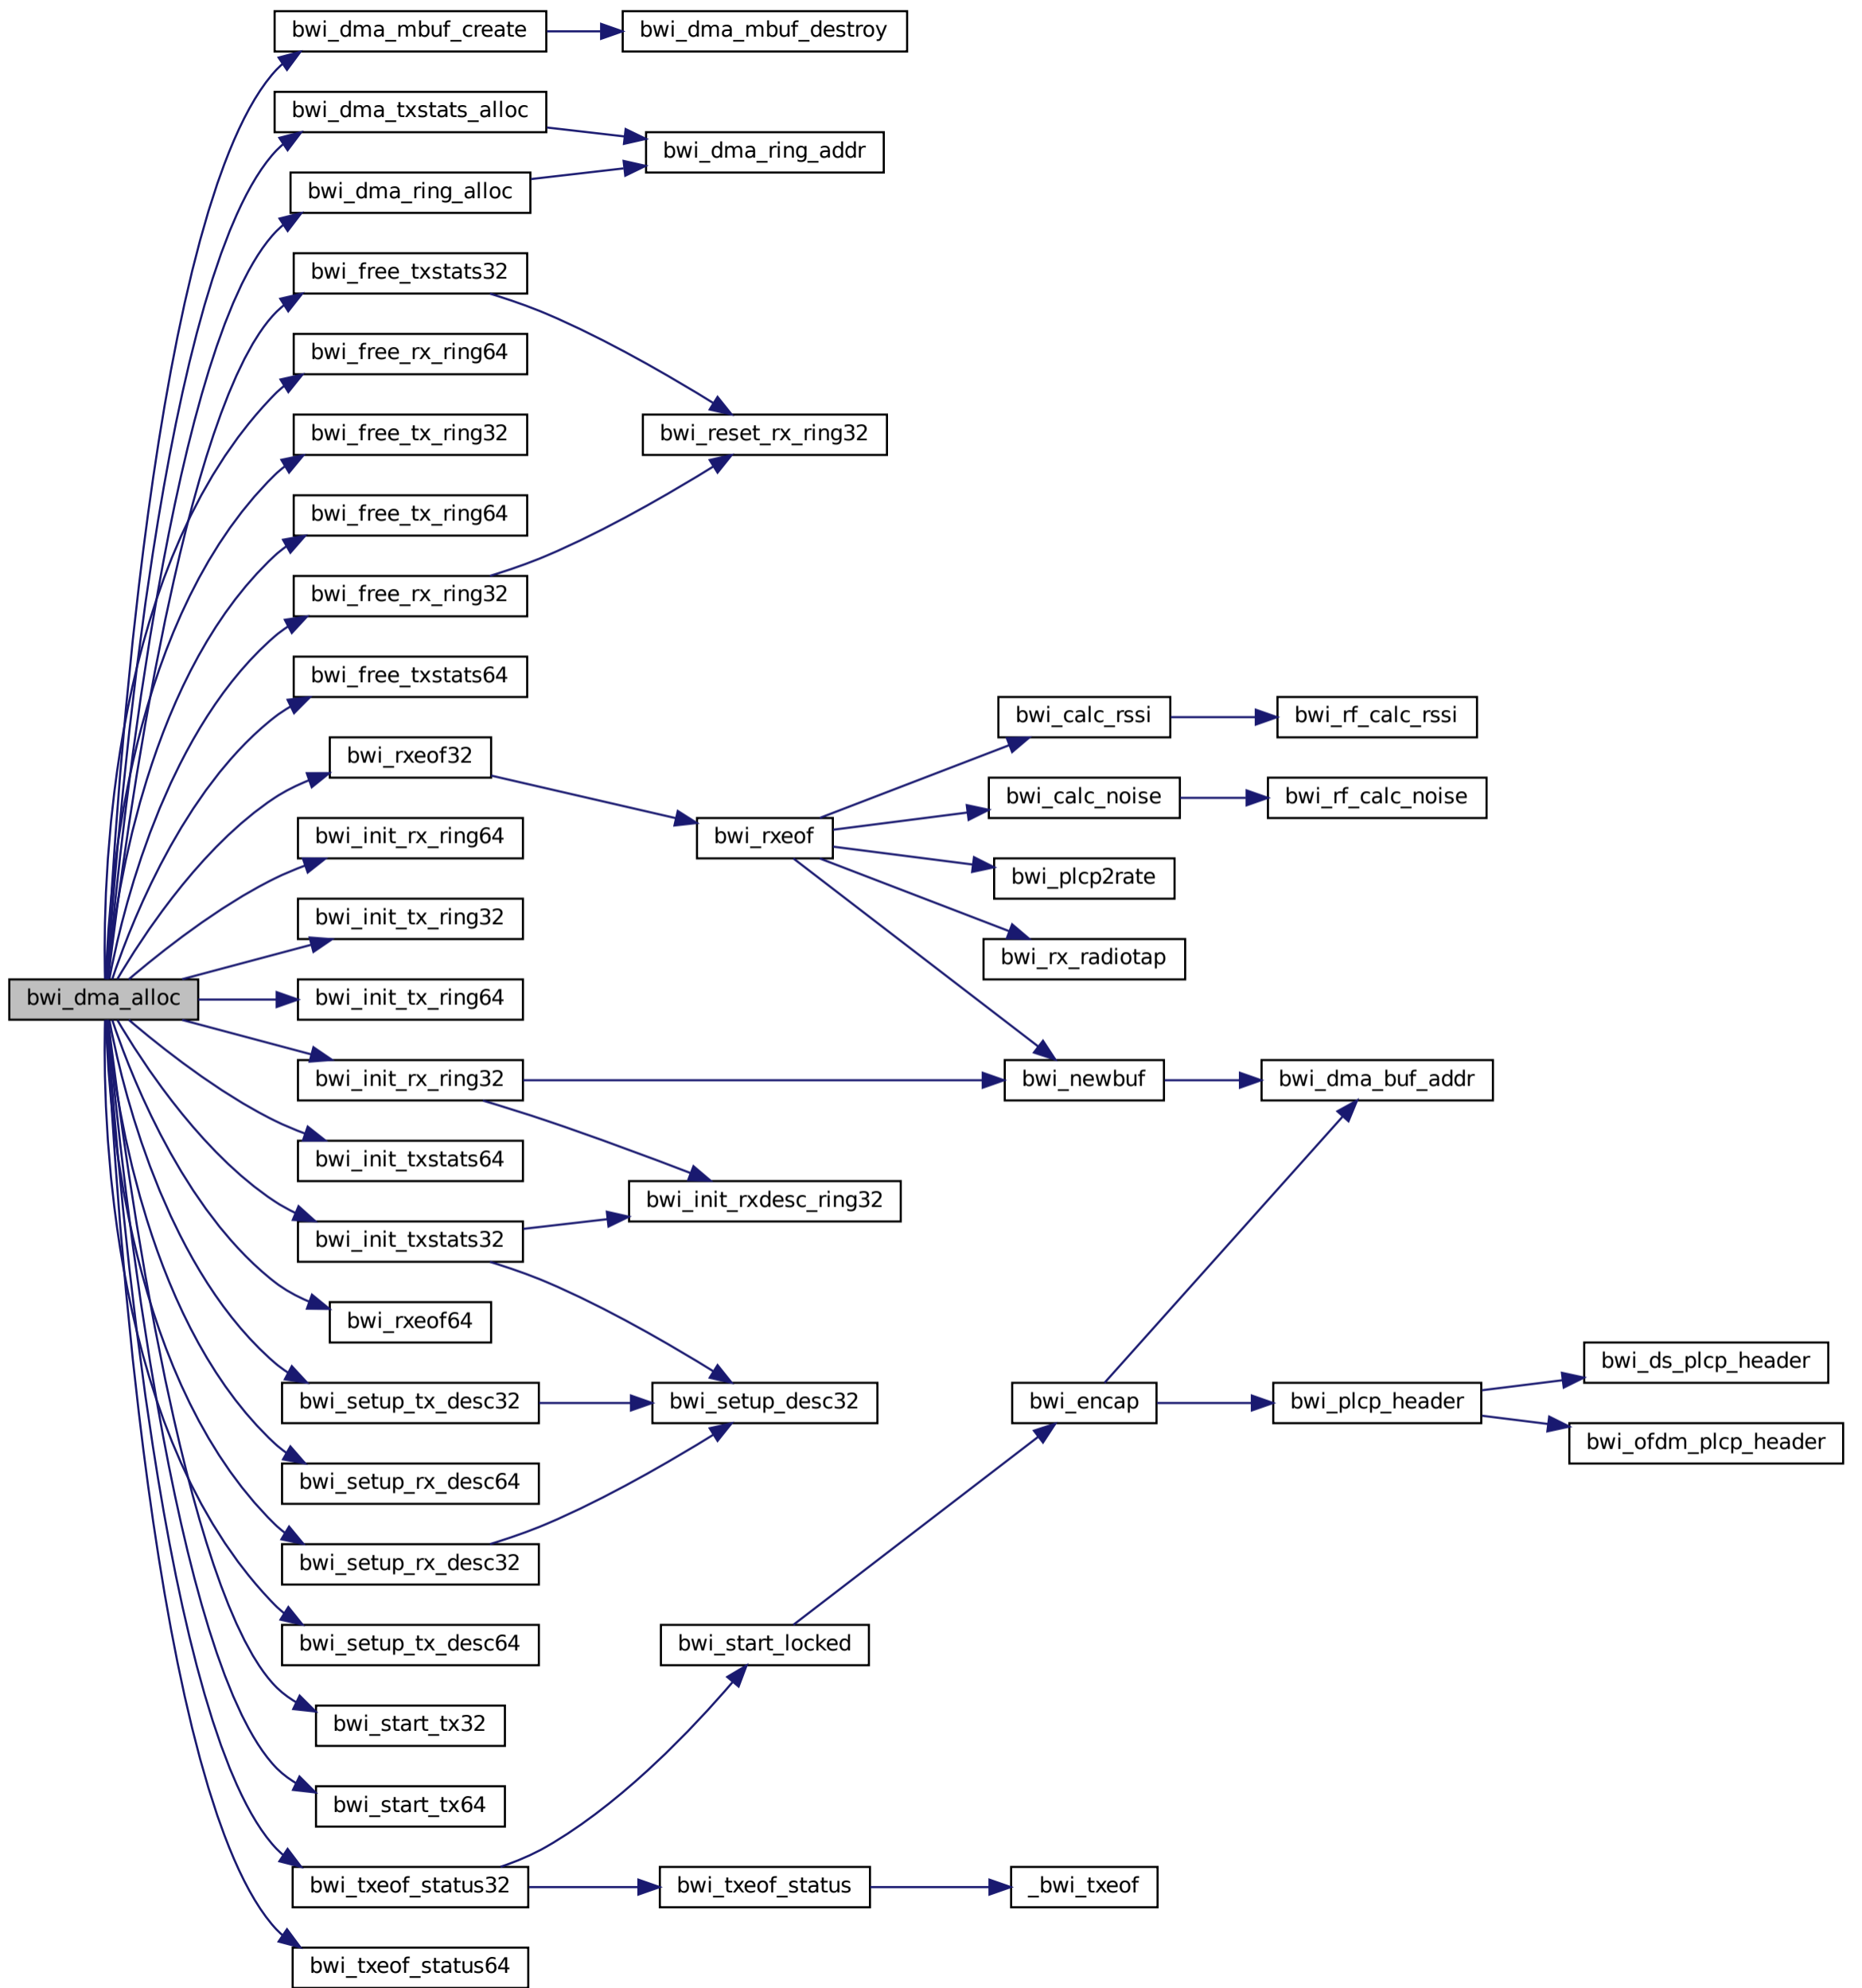 bwi_dma_mbuf_create
bwi_dma_mbuf_destroy
bwi_dma_txstats_alloc
bwi_dma_ring_addr
bwi_dma_ring_alloc
bwi_free_txstats32
bwi_free_rx_ring64
bwi_free_tx_ring32
bwi_reset_rx_ring32
bwi_free_tx_ring64
bwi_free_rx_ring32
bwi_free_txstats64
bwi_calc_rssi
bwi_rf_calc_rssi
bwi_rxeof32
bwi_calc_noise
bwi_rf_calc_noise
bwi_init_rx_ring64
bwi_rxeof
bwi_plcp2rate
bwi_init_tx_ring32
bwi_rx_radiotap
bwi_dma_alloc
bwi_init_tx_ring64
bwi_init_rx_ring32
bwi_newbuf
bwi_dma_buf_addr
bwi_init_txstats64
bwi_init_rxdesc_ring32
bwi_init_txstats32
bwi_rxeof64
bwi_ds_plcp_header
bwi_setup_tx_desc32
bwi_setup_desc32
bwi_encap
bwi_plcp_header
bwi_ofdm_plcp_header
bwi_setup_rx_desc64
bwi_setup_rx_desc32
bwi_setup_tx_desc64
bwi_start_locked
bwi_start_tx32
bwi_start_tx64
bwi_txeof_status32
bwi_txeof_status
_bwi_txeof
bwi_txeof_status64